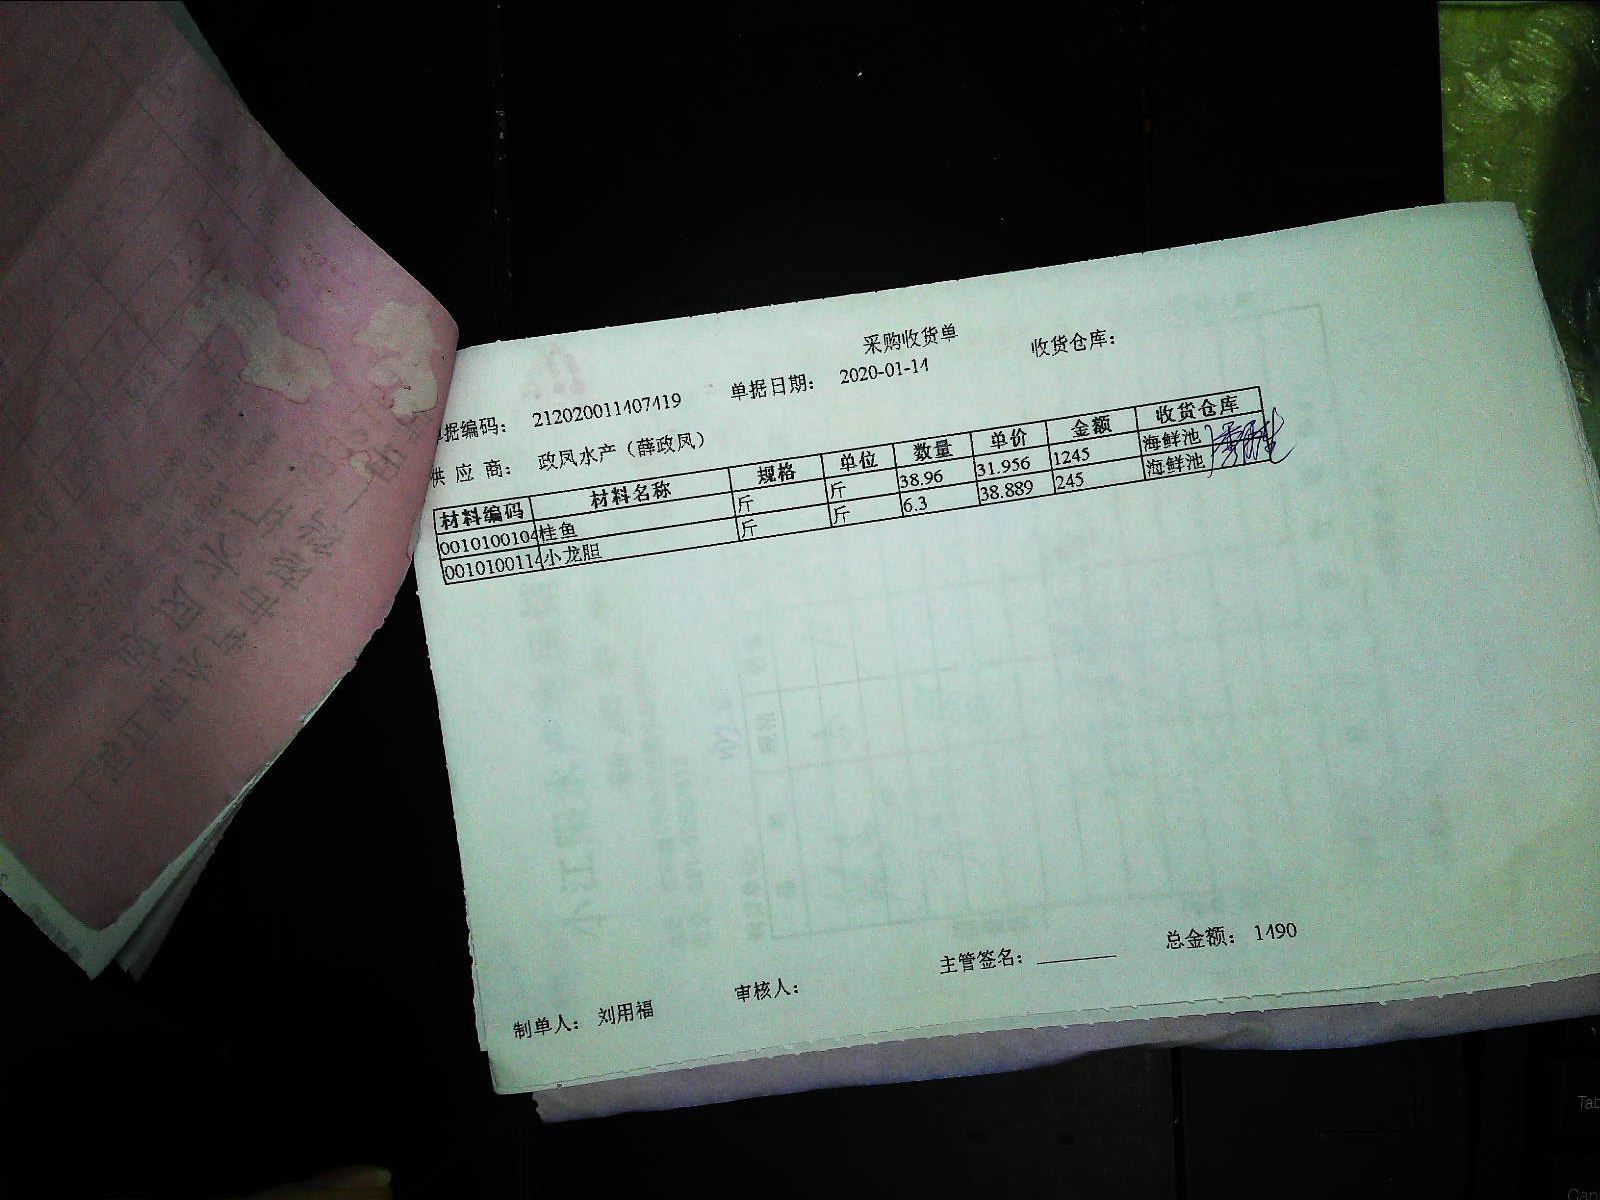 采购收货单
据编码: 212020011407419 单据日期: 2020-01-14 收货仓库:
供应商: 政凤水产（薛政凤）
材料编码 材料名称 规格 单位 数量 单价 金额 收货仓库
0010100104 桂鱼 斤 斤 38.96 31.956 1245 海鲜池
0010100114 小龙胆 斤 斤 6.3 38.889 245 海鲜池
制单人: 刘用福 审核人: 主管签名: 总金额: 1490